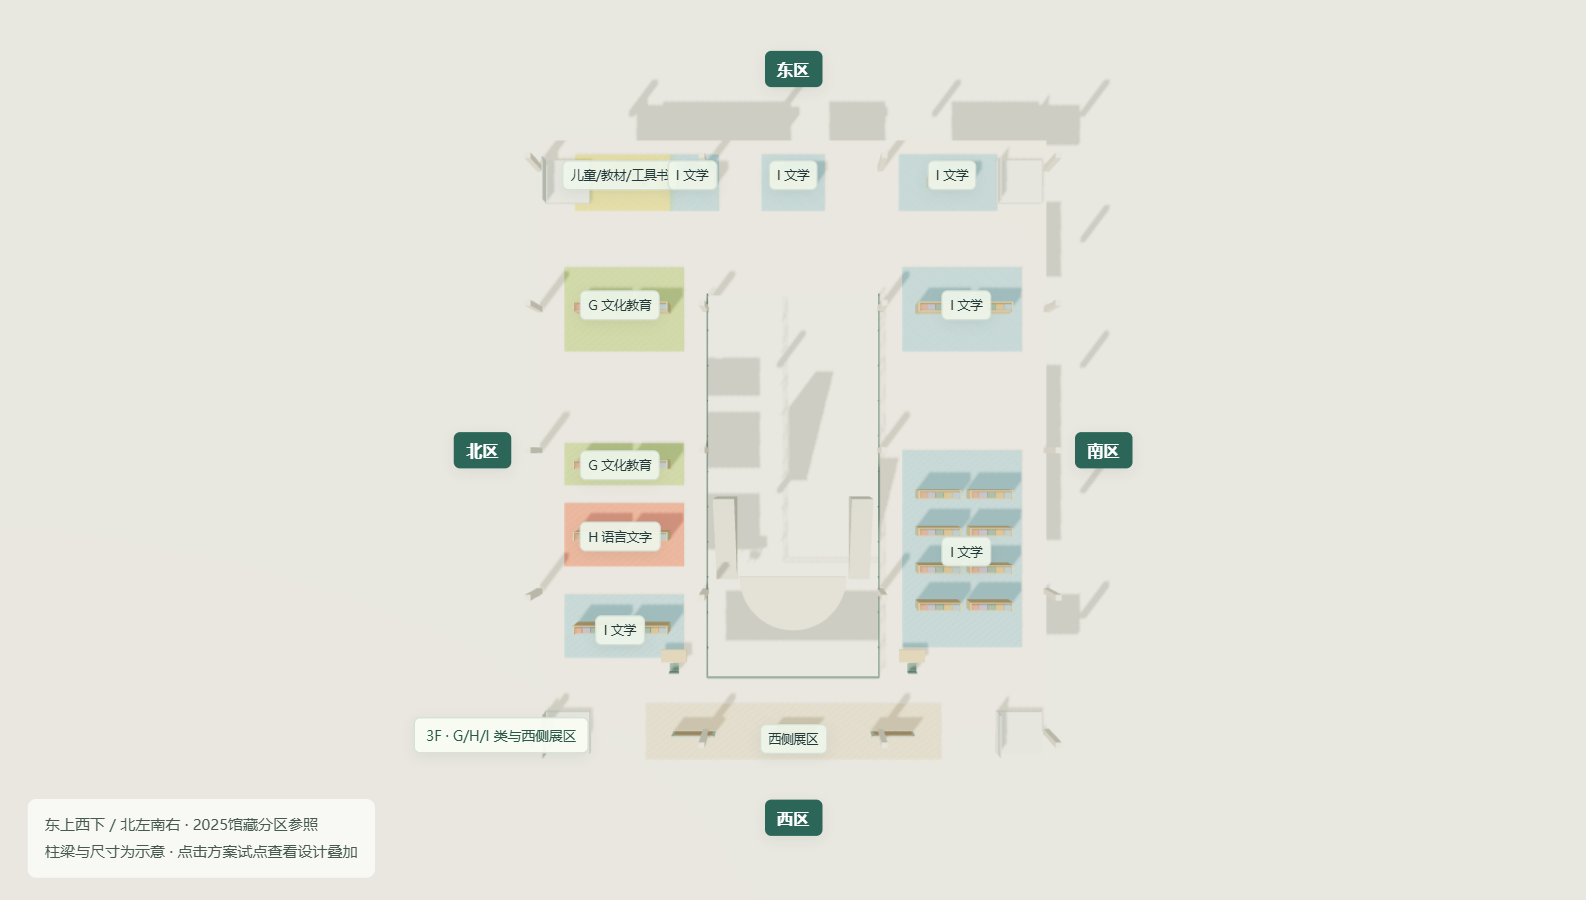 东区
儿童/教材/工具书
I 文学
I 文学
I 文学
G 文化教育
I 文学
北区
南区
G 文化教育
H 语言文字
I 文学
I 文学
3F · G/H/I 类与西侧展区
西侧展区
西区
东上西下 / 北左南右 · 2025馆藏分区参照
柱梁与尺寸为示意 · 点击方案试点查看设计叠加